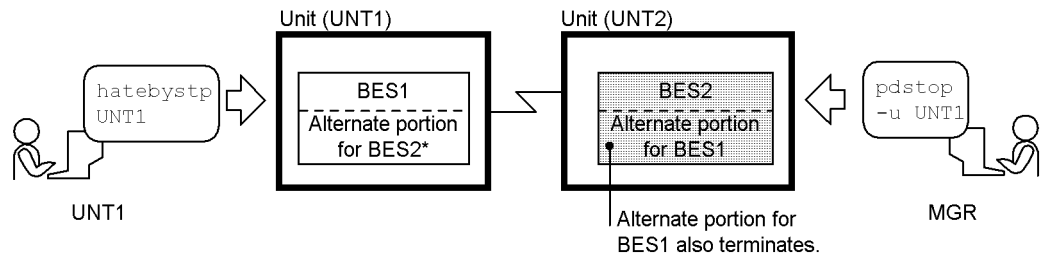 Unit (UNT1)
Unit (UNT2)
hatebystp
UNT1
BES1
Alternate portion
for BES2*
BES2
Alternate portion
for BES1
pdstop
-u UNT1
UNT1
MGR
Alternate portion for
BES1 also terminates.